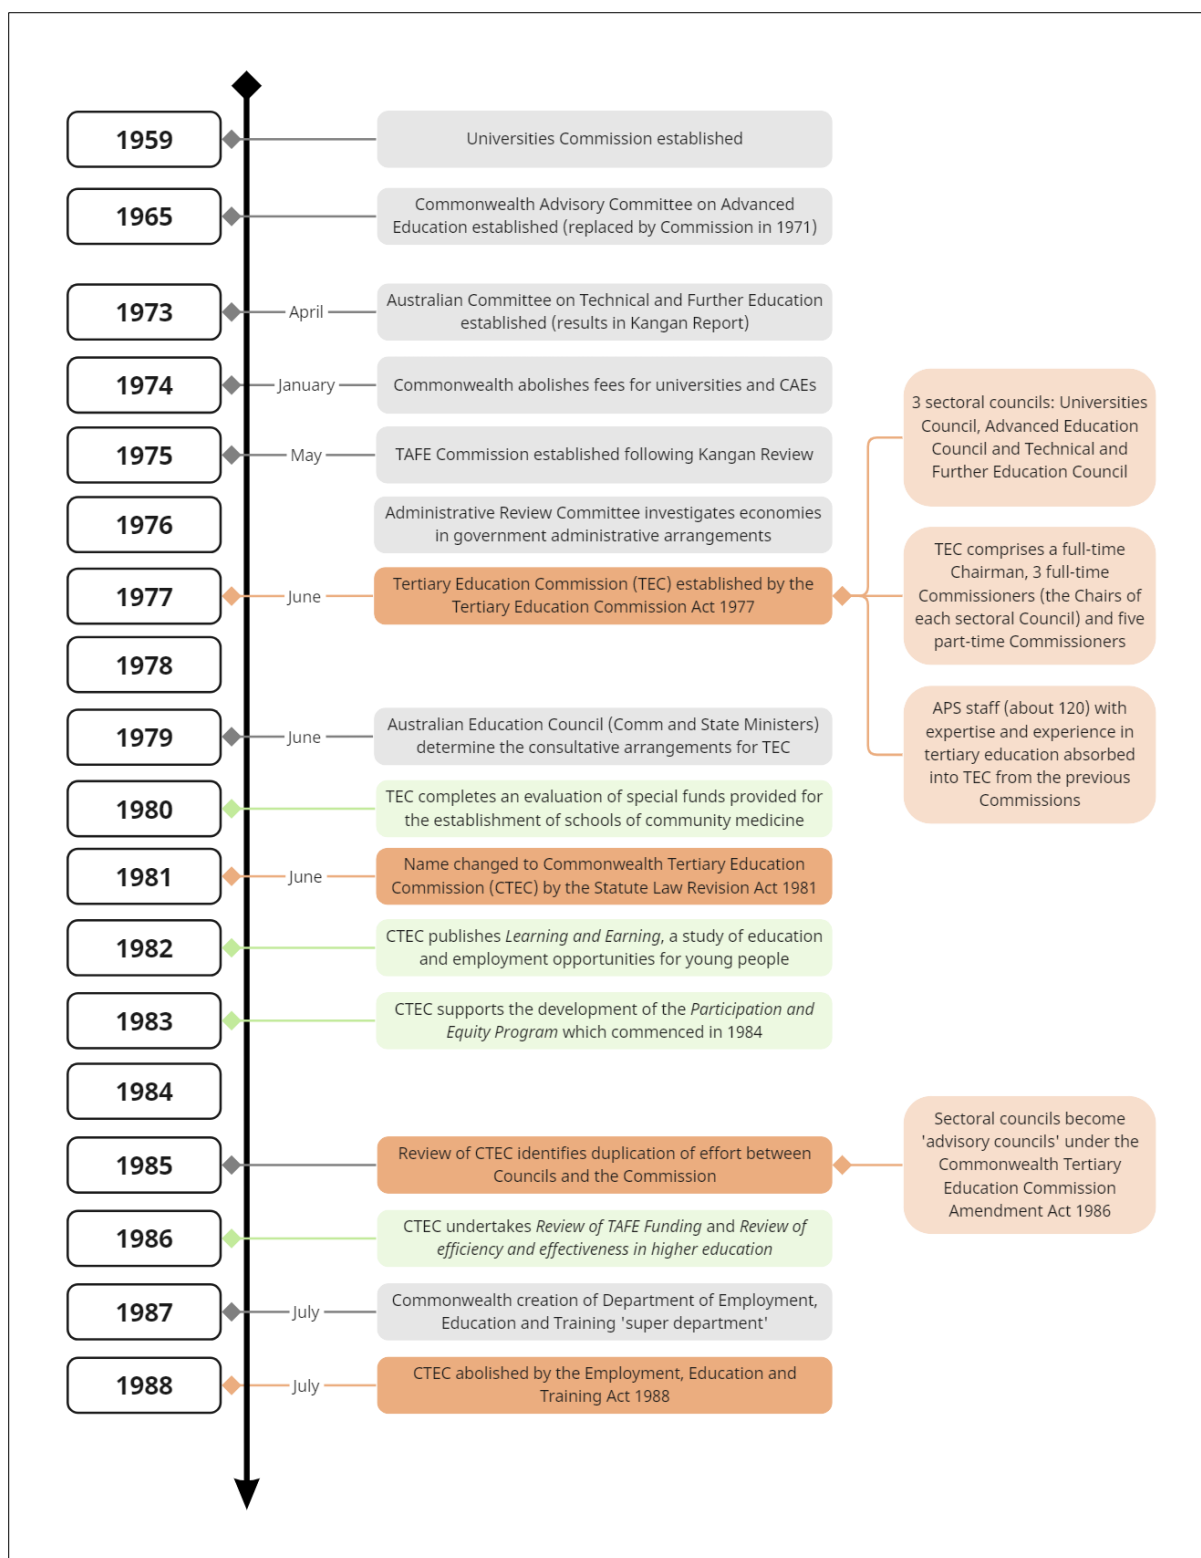 1959
Universities Commission established
1965
Commonwealth Advisory Committee on Advanced
Education established (replaced by Commission in 1971)
1973
April
Australian Committee on Technical and Further Education
established (results in Kangan Report)
1974
January
Commonwealth abolishes fees for universities and CAEs
1975
May
TAFE Commission established following Kangan Review
3 sectoral councils: Universities
Council, Advanced Education
Council and Technical and
Further Education Council
1976
Administrative Review Committee investigates economies
in government administrative arrangements
1977
June
Tertiary Education Commission (TEC) established by the
Tertiary Education Commission Act 1977
TEC comprises a full-time
Chairman, 3 full-time
Commissioners (the Chairs of
each sectoral Council) and five
part-time Commissioners
1978
1979
June
Australian Education Council (Comm and State Ministers)
determine the consultative arrangements for TEC
APS staff (about 120) with
expertise and experience in
tertiary education absorbed
into TEC from the previous
Commissions
1980
TEC completes an evaluation of special funds provided for
the establishment of schools of community medicine
1981
June
Name changed to Commonwealth Tertiary Education
Commission (CTEC) by the Statute Law Revision Act 1981
1982
CTEC publishes Learning and Earning, a study of education
and employment opportunities for young people
1983
CTEC supports the development of the Participation and
Equity Program which commenced in 1984
1984
1985
Review of CTEC identifies duplication of effort between
Councils and the Commission
Sectoral councils become
'advisory councils' under the
Commonwealth Tertiary
Education Commission
Amendment Act 1986
1986
CTEC undertakes Review of TAFE Funding and Review of
efficiency and effectiveness in higher education
1987
July
Commonwealth creation of Department of Employment,
Education and Training 'super department'
1988
July
CTEC abolished by the Employment, Education and
Training Act 1988